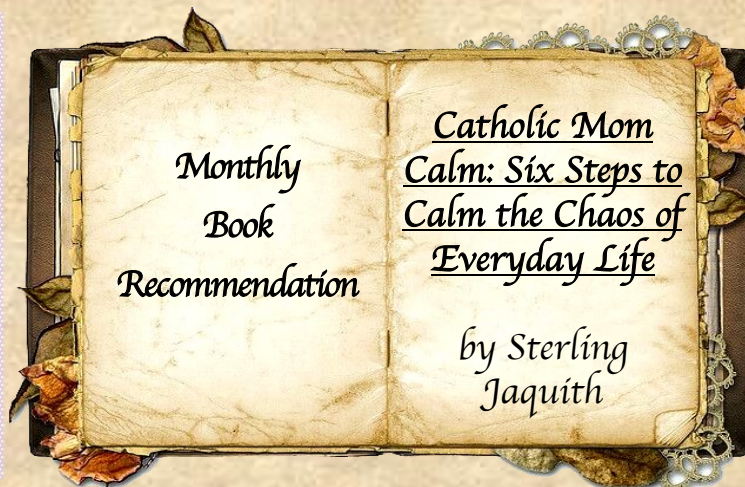 Monthly
Book
Recommendation
Catholic Mom
Calm: Six Steps to
Calm the Chaos of
Everyday Life
by Sterling
Jaquith